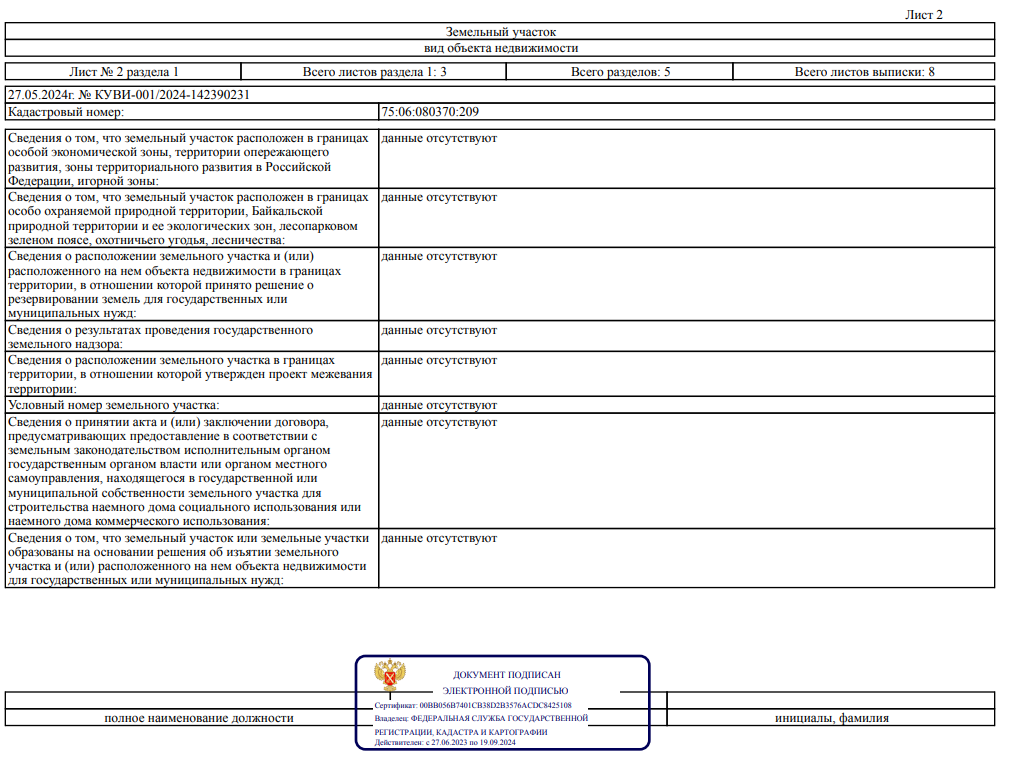 Лист 2
Земельный участок
вид объекта недвижимости
Лист № 2 раздела 1
Всего листов раздела 1: 3
Всего разделов: 5
Всего листов выписки: 8
27.05.2024г. № КУВИ-001/2024-142390231
Кадастровый номер:
75:06:080370:209
Сведения о том, что земельный участок расположен в границах
особой экономической зоны, территории опережающего
развития, зоны территориального развития в Российской
Федерации, игорной зоны:
данные отсутствуют
Сведения о том, что земельный участок расположен в границах
особо охраняемой природной территории, Байкальской
природной территории и ее экологических зон, лесопарковом
зеленом поясе, охотничьего угодья, лесничества:
данные отсутствуют
Сведения о расположении земельного участка и (или)
расположенного на нем объекта недвижимости в границах
территории, в отношении которой принято решение о
резервировании земель для государственных или
муниципальных нужд:
данные отсутствуют
Сведения о результатах проведения государственного
земельного надзора:
данные отсутствуют
Сведения о расположении земельного участка в границах
территории, в отношении которой утвержден проект межевания
территории:
данные отсутствуют
Условный номер земельного участка:
данные отсутствуют
Сведения о принятии акта и (или) заключении договора,
предусматривающих предоставление в соответствии с
земельным законодательством исполнительным органом
государственным органом власти или органом местного
самоуправления, находящегося в государственной или
муниципальной собственности земельного участка для
строительства наемного дома социального использования или
наемного дома коммерческого использования:
данные отсутствуют
Сведения о том, что земельный участок или земельные участки
образованы на основании решения об изъятии земельного
участка и (или) расположенного на нем объекта недвижимости
для государственных или муниципальных нужд:
данные отсутствуют
ДОКУМЕНТ ПОДПИСАН
ЭЛЕКТРОННОЙ ПОДПИСЬЮ
Сертификат: 00BB056B7401CB38D2B3576ACDC8425108
Владелец: ФЕДЕРАЛЬНАЯ СЛУЖБА ГОСУДАРСТВЕННОЙ
РЕГИСТРАЦИИ, КАДАСТРА И КАРТОГРАФИИ
Действителен: с 27.06.2023 по 19.09.2024
полное наименование должности
инициалы, фамилия